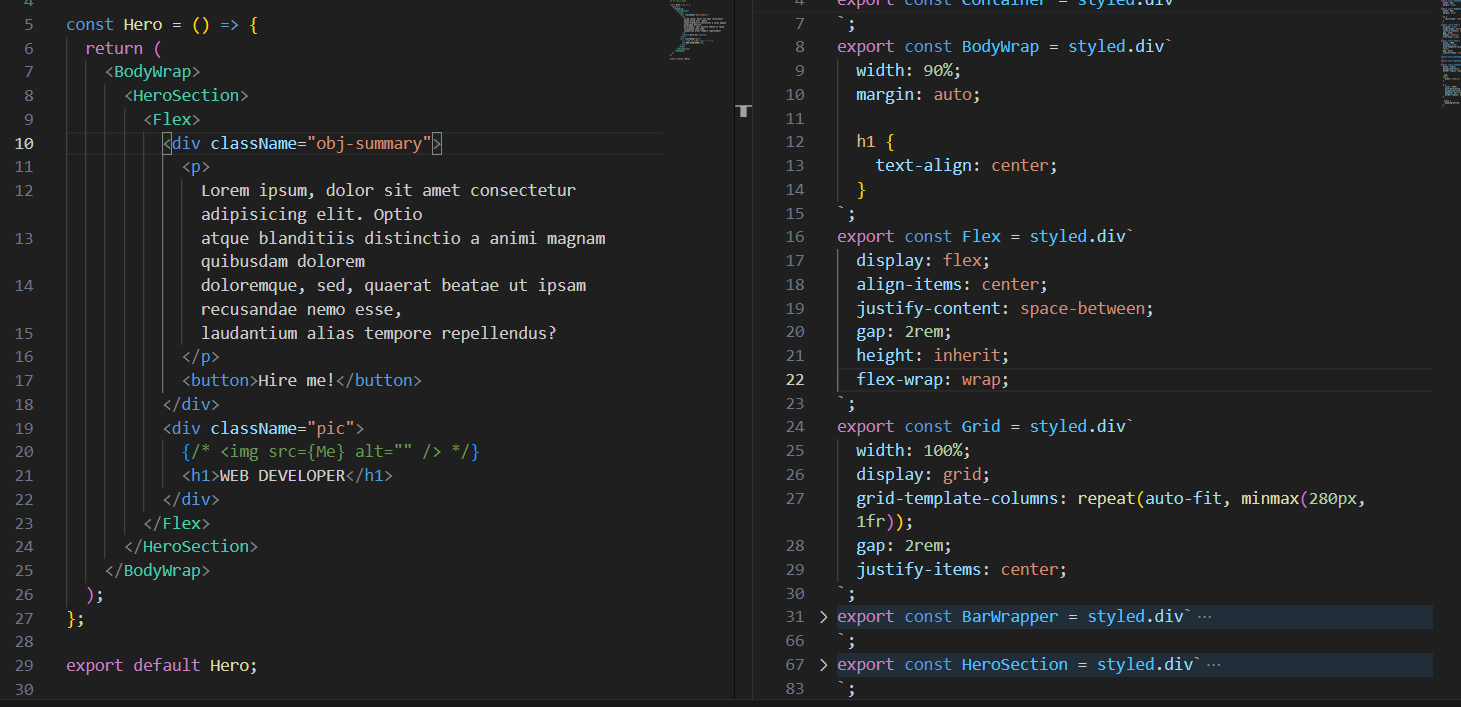 4
5 const Hero = () => {
6 return (
7 <BodyWrap>
8 <HeroSection>
9 <Flex>
10 <div className="obj-summary">
11 <p>
12 Lorem ipsum, dolor sit amet consectetur
adipisicing elit. Optio
13 atque blanditiis distinctio a animi magnam
quibusdam dolorem
14 doloremque, sed, quaerat beatae ut ipsam
recusandae nemo esse,
15 laudantium alias tempore repellendus?
16 </p>
17 <button>Hire me!</button>
18 </div>
19 <div className="pic">
20 {/* <img src={Me} alt="" /> */}
21 <h1>WEB DEVELOPER</h1>
22 </div>
23 </Flex>
24 </HeroSection>
25 </BodyWrap>
26 );
27 };
28
29 export default Hero;
30
4 export const Container = styled.div`
7 `;
8 export const BodyWrap = styled.div`
9 width: 90%;
10 margin: auto;
11
12 h1 {
13 text-align: center;
14 }
15 `;
16 export const Flex = styled.div`
17 display: flex;
18 align-items: center;
19 justify-content: space-between;
20 gap: 2rem;
21 height: inherit;
22 flex-wrap: wrap;
23 `;
24 export const Grid = styled.div`
25 width: 100%;
26 display: grid;
27 grid-template-columns: repeat(auto-fit, minmax(280px,
1fr));
28 gap: 2rem;
29 justify-items: center;
30 `;
31 > export const BarWrapper = styled.div` ⋯
66 `;
67 > export const HeroSection = styled.div` ⋯
83 `;